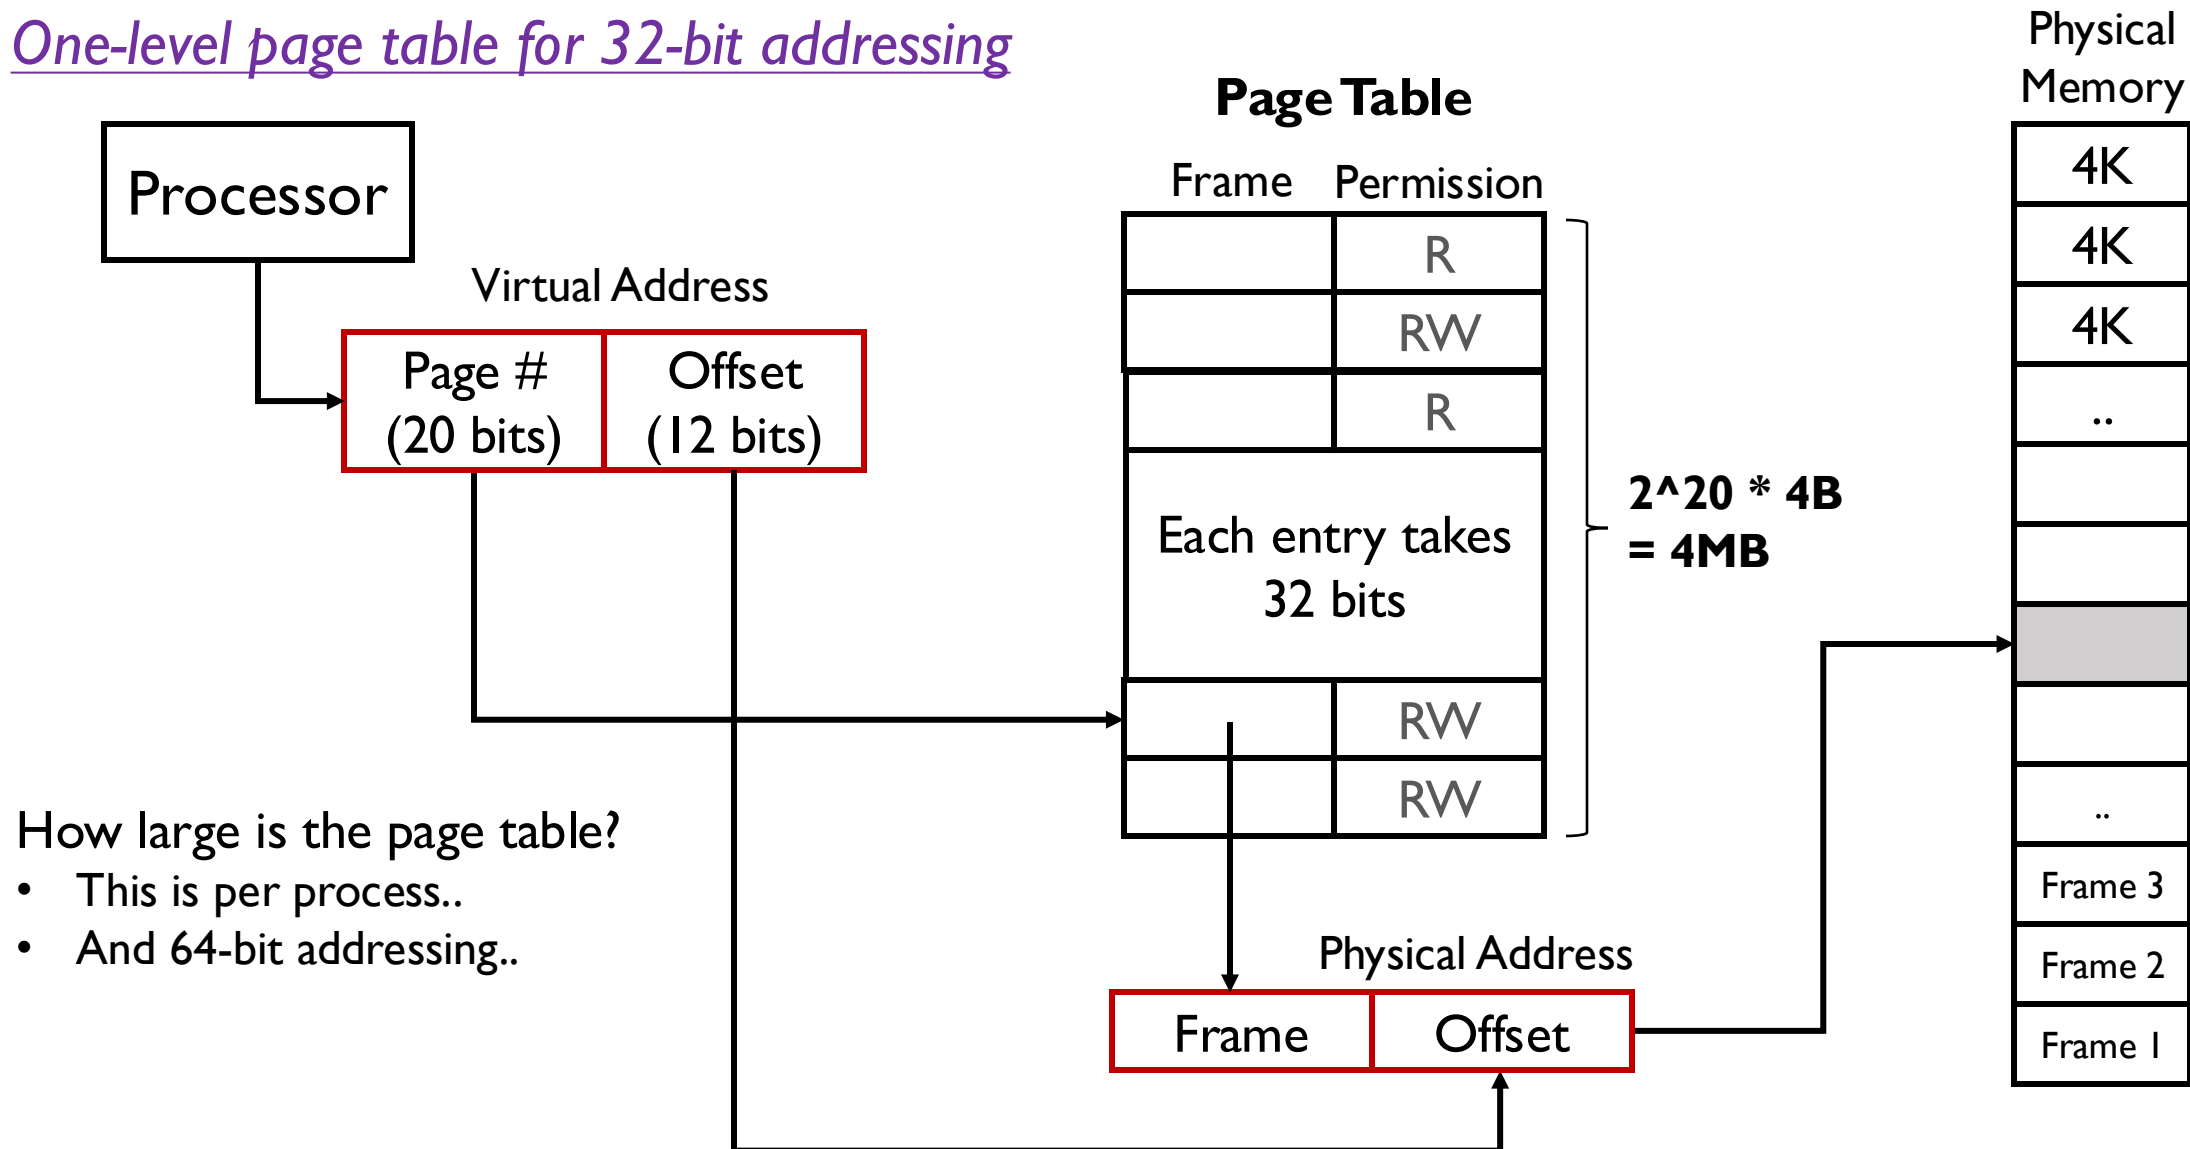 One-level page table for 32-bit addressing
Processor
Virtual Address
Page #
(20 bits)
Offset
(12 bits)
Page Table
Frame
Permission
R
RW
R
Each entry takes
32 bits
RW
RW
2^20 * 4B
= 4MB
How large is the page table?
• This is per process..
• And 64-bit addressing..
Physical Address
Frame
Offset
Physical
Memory
4K
4K
4K
..
..
Frame 3
Frame 2
Frame 1